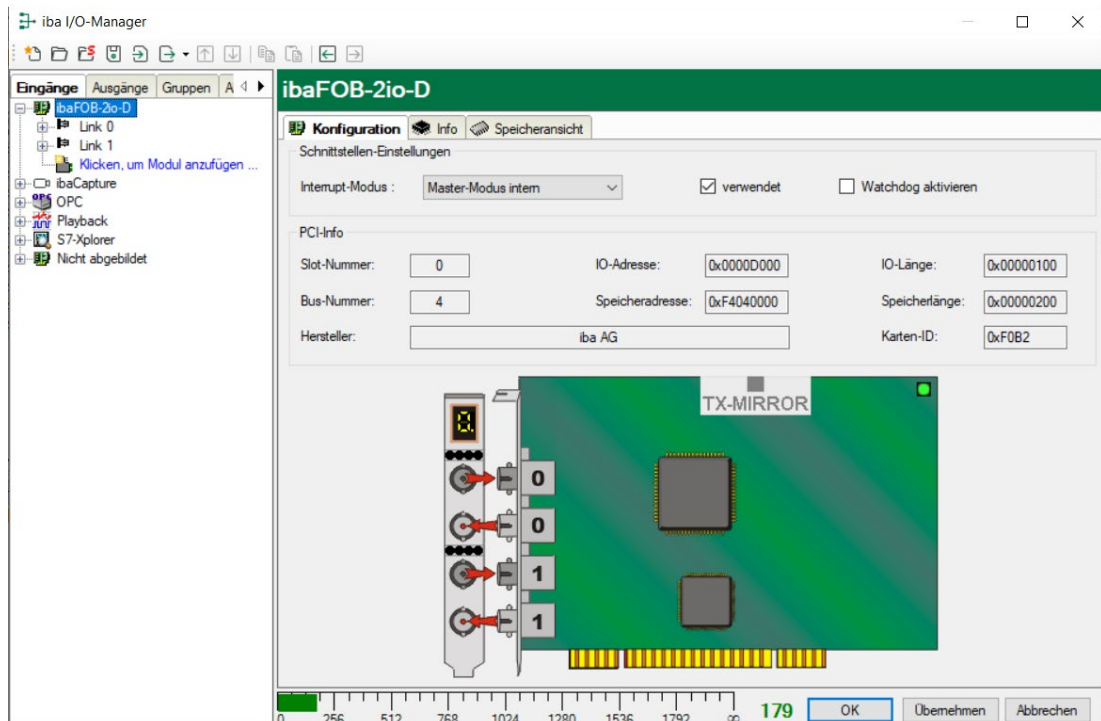 iba I/O-Manager
Eingänge Ausgänge Gruppen A
ibaFOB-2io-D
Link 0
Link 1
Klicken, um Modul anzufügen ...
ibaCapture
OPC
Playback
S7-Xplorer
Nicht abgebildet
ibaFOB-2io-D
Konfiguration Info Speicheransicht
Schnittstellen-Einstellungen
Interrupt-Modus : Master-Modus intern verwendet Watchdog aktivieren
PCI-Info
Slot-Nummer: 0 IO-Adresse: 0x0000D000 IO-Länge: 0x00000100
Bus-Nummer: 4 Speicheradresse: 0xF4040000 Speicherlänge: 0x00000200
Hersteller: iba AG Karten-ID: 0xF0B2
TX-MIRROR
0
0
1
1
0 256 512 768 1024 1280 1536 1792 ∞ 179 OK Übernehmen Abbrechen